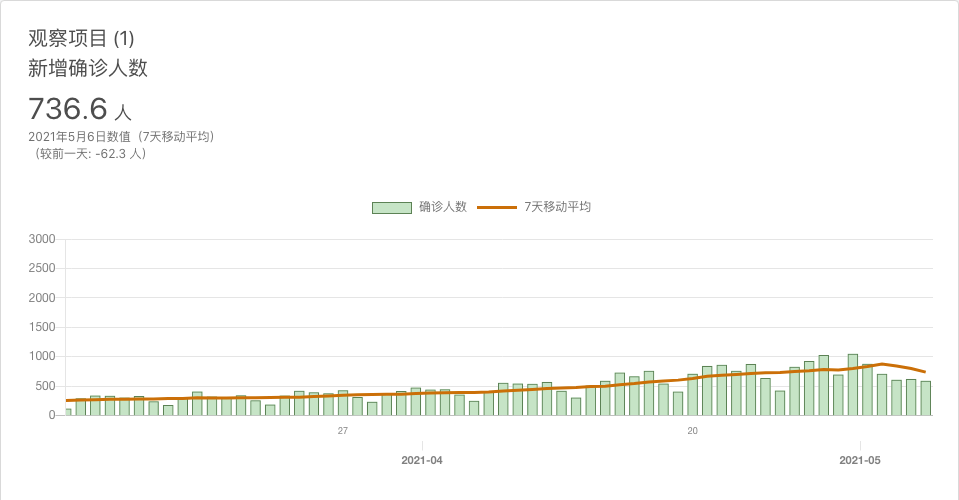 观察项目 (1)
新增确诊人数
736.6 人
2021年5月6日数值（7天移动平均）
（较前一天: -62.3 人）
确诊人数 7天移动平均
3000
2500
2000
1500
1000
500
0
27 20
2021-04 2021-05